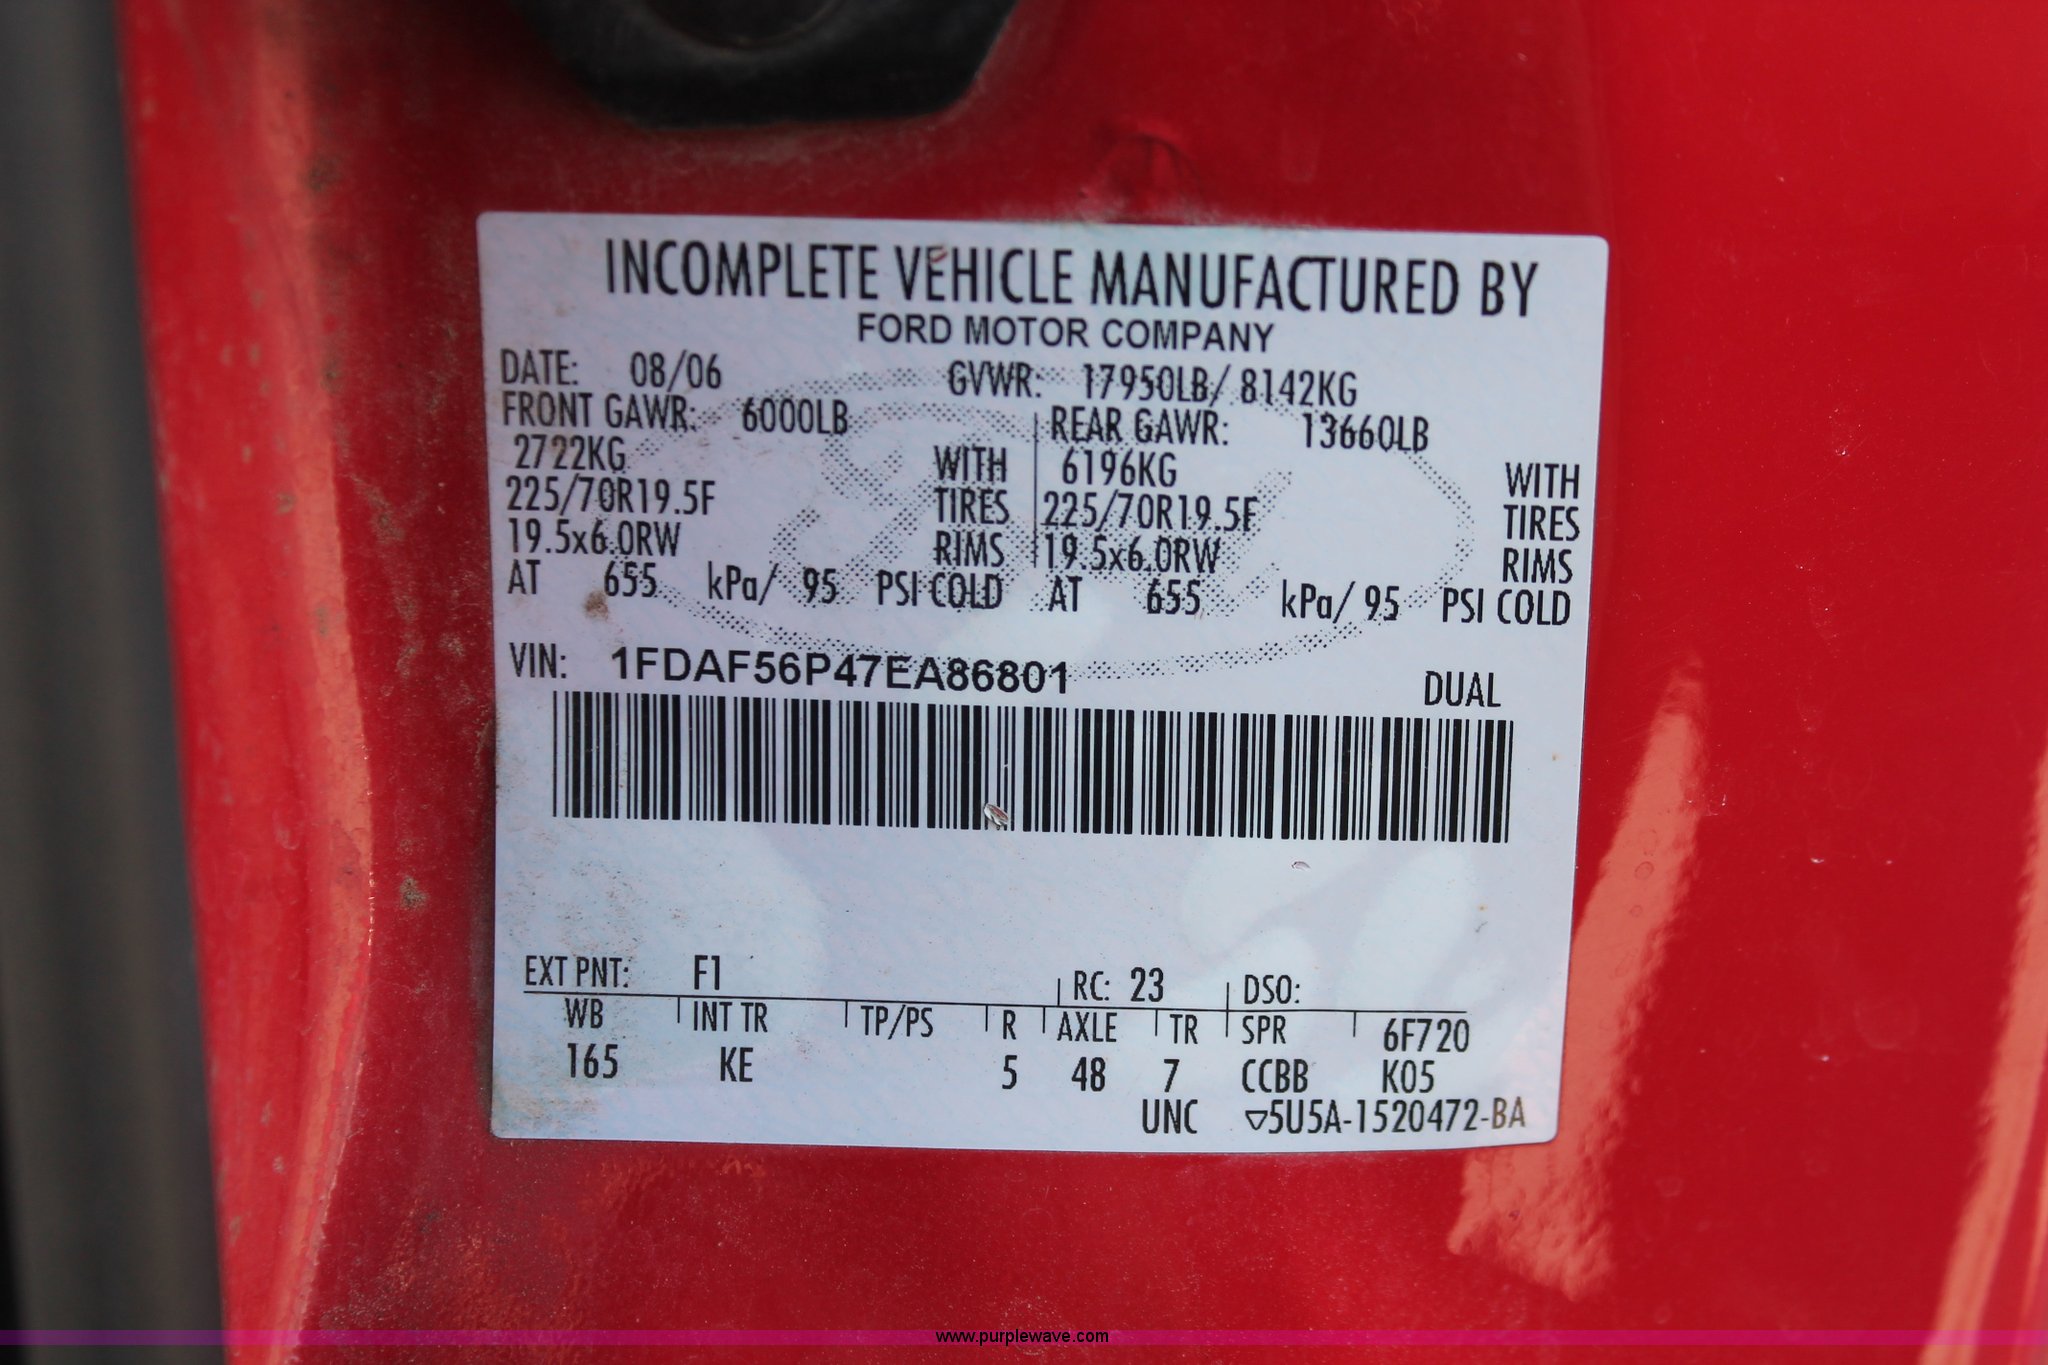 INCOMPLETE VEHICLE MANUFACTURED BY
FORD MOTOR COMPANY
DATE: 08/06 GVWR: 17950LB/ 8142KG
FRONT GAWR: 6000LB REAR GAWR: 13660LB
2722KG WITH 6196KG WITH
225/70R19.5F TIRES 225/70R19.5F TIRES
19.5x6.0RW RIMS 19.5x6.0RW RIMS
AT 655 kPa/ 95 PSI COLD AT 655 kPa/ 95 PSI COLD
VIN: 1FDAF56P47EA86801 DUAL
EXT PNT: F1 RC: 23 DSO:
WB INT TR TP/PS R AXLE TR SPR 6F720
165 KE 5 48 7 CCBB K05
UNC ▽5U5A-1520472-BA
www.purplewave.com